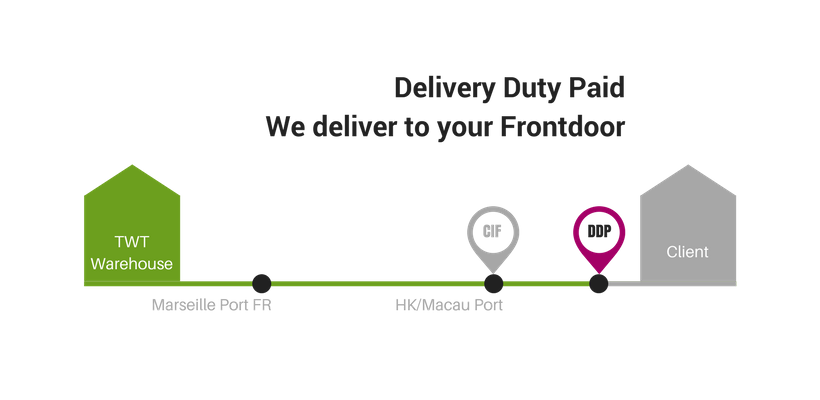 Delivery Duty Paid
We deliver to your Frontdoor
TWT
Warehouse
CIF
DDP
Client
Marseille Port FR
HK/Macau Port